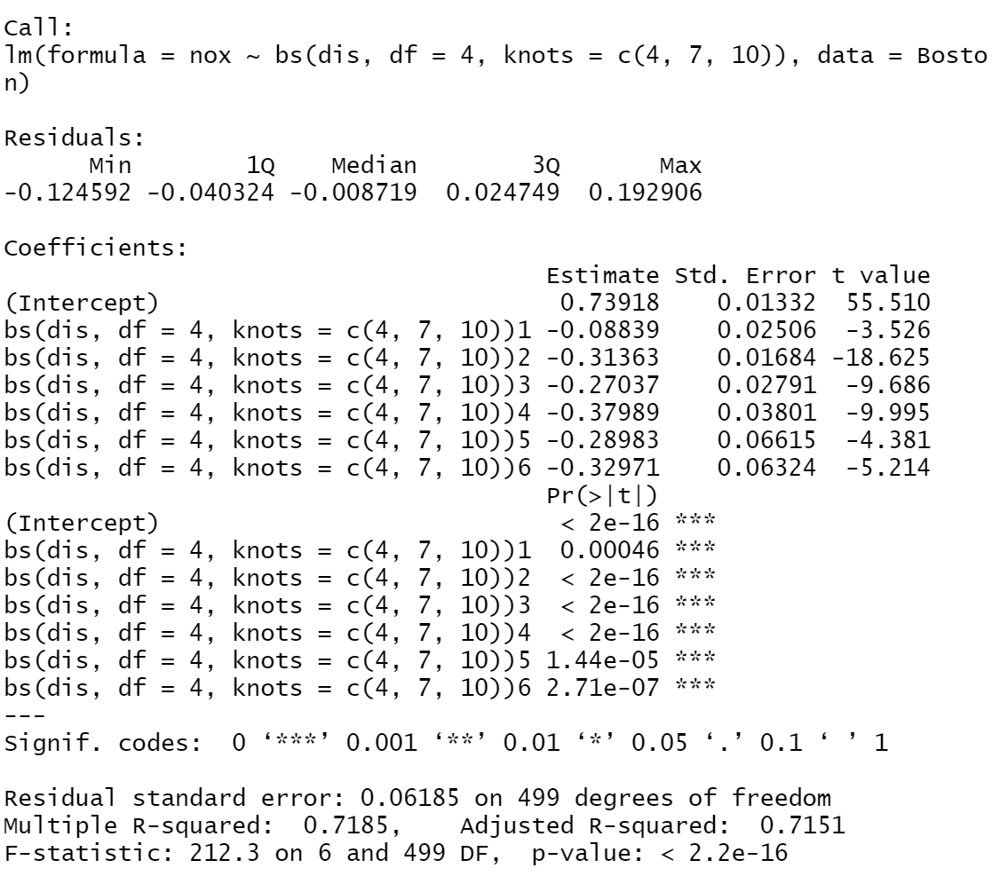 Call:
lm(formula = nox ~ bs(dis, df = 4, knots = c(4, 7, 10)), data = Bosto
n)

Residuals:
      Min        1Q    Median        3Q       Max
-0.124592 -0.040324 -0.008719  0.024749  0.192906

Coefficients:
                                      Estimate Std. Error t value
(Intercept)                            0.73918    0.01332  55.510
bs(dis, df = 4, knots = c(4, 7, 10))1 -0.08839    0.02506  -3.526
bs(dis, df = 4, knots = c(4, 7, 10))2 -0.31363    0.01684 -18.625
bs(dis, df = 4, knots = c(4, 7, 10))3 -0.27037    0.02791  -9.686
bs(dis, df = 4, knots = c(4, 7, 10))4 -0.37989    0.03801  -9.995
bs(dis, df = 4, knots = c(4, 7, 10))5 -0.28983    0.06615  -4.381
bs(dis, df = 4, knots = c(4, 7, 10))6 -0.32971    0.06324  -5.214
                                      Pr(>|t|)
(Intercept)                            < 2e-16 ***
bs(dis, df = 4, knots = c(4, 7, 10))1  0.00046 ***
bs(dis, df = 4, knots = c(4, 7, 10))2  < 2e-16 ***
bs(dis, df = 4, knots = c(4, 7, 10))3  < 2e-16 ***
bs(dis, df = 4, knots = c(4, 7, 10))4  < 2e-16 ***
bs(dis, df = 4, knots = c(4, 7, 10))5 1.44e-05 ***
bs(dis, df = 4, knots = c(4, 7, 10))6 2.71e-07 ***
---
Signif. codes:  0 ‘***’ 0.001 ‘**’ 0.01 ‘*’ 0.05 ‘.’ 0.1 ‘ ’ 1

Residual standard error: 0.06185 on 499 degrees of freedom
Multiple R-squared:  0.7185,    Adjusted R-squared:  0.7151
F-statistic: 212.3 on 6 and 499 DF,  p-value: < 2.2e-16